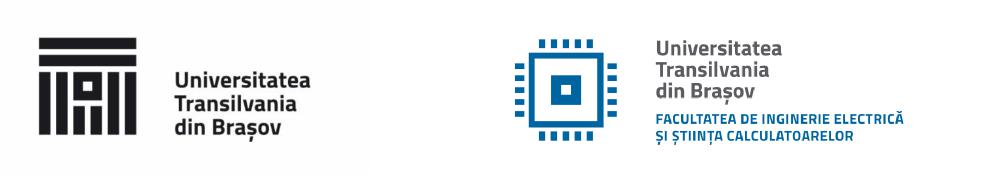 Universitatea
Transilvania
din Brașov
Universitatea
Transilvania
din Brașov
FACULTATEA DE INGINERIE ELECTRICĂ
ȘI ȘTIINȚA CALCULATOARELOR